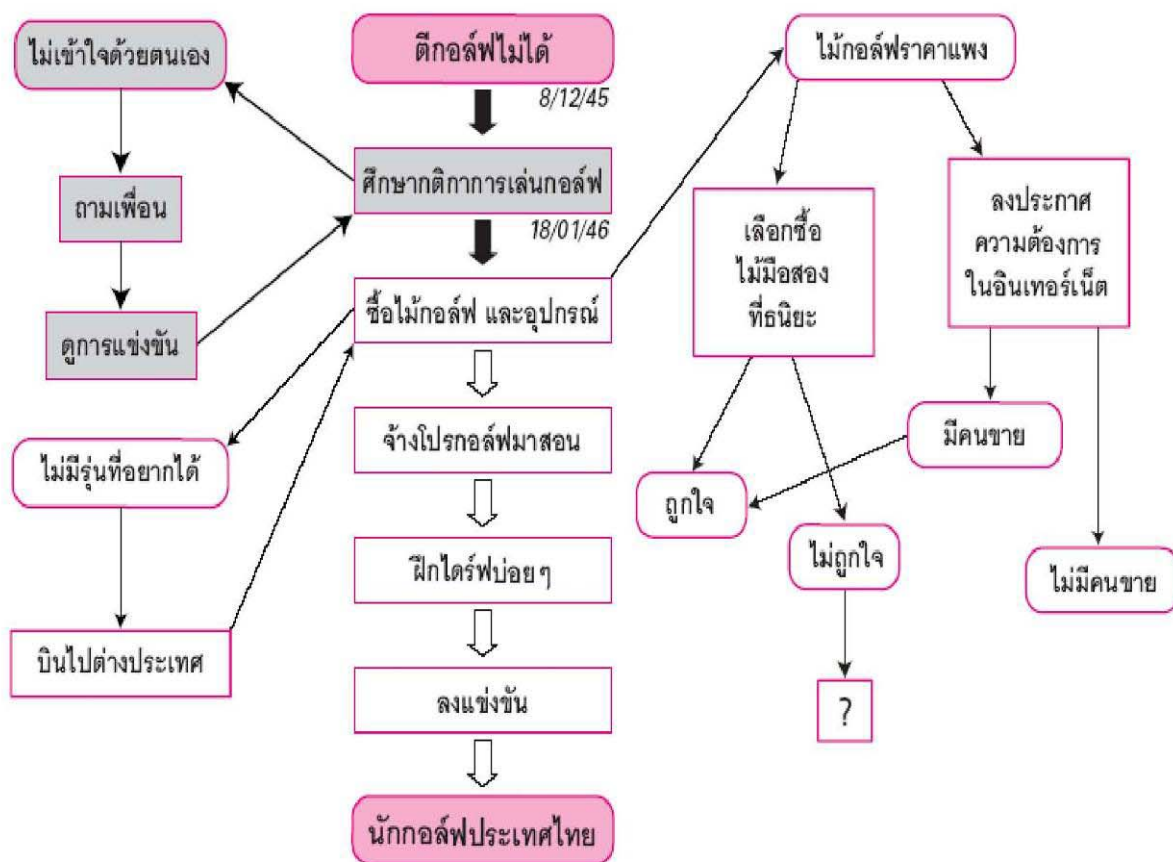 ตีกอล์ฟไม่ได้
8/12/45
ศึกษากติกาการเล่นกอล์ฟ
18/01/46
ซื้อไม้กอล์ฟ และอุปกรณ์
จ้างโปรกอล์ฟมาสอน
ฝึกไดร์ฟบ่อยๆ
ลงแข่งขัน
นักกอล์ฟประเทศไทย
ไม่เข้าใจด้วยตนเอง
ถามเพื่อน
ดูการแข่งขัน
ไม่มีรุ่นที่อยากได้
บินไปต่างประเทศ
ไม้กอล์ฟราคาแพง
เลือกซื้อ
ไม้มือสอง
ที่ธนิยะ
ลงประกาศ
ความต้องการ
ในอินเทอร์เน็ต
มีคนขาย
ถูกใจ
ไม่ถูกใจ
ไม่มีคนขาย
?